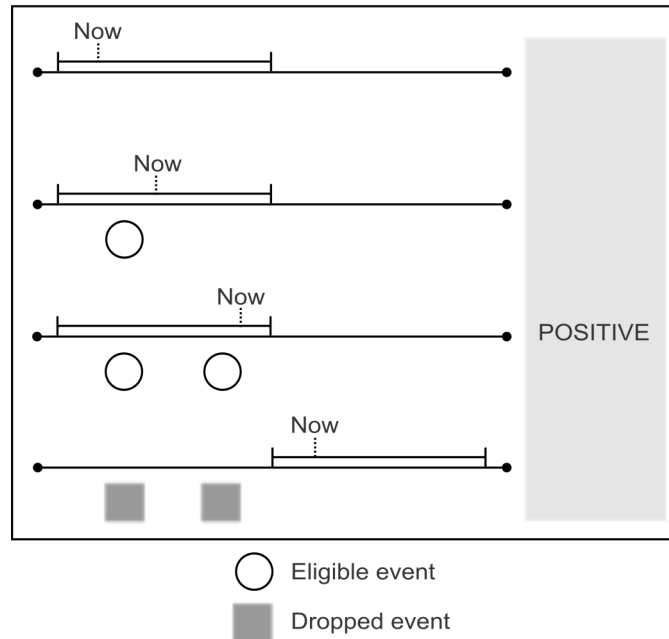 Now
Now
Now
POSITIVE
Now
Eligible event
Dropped event